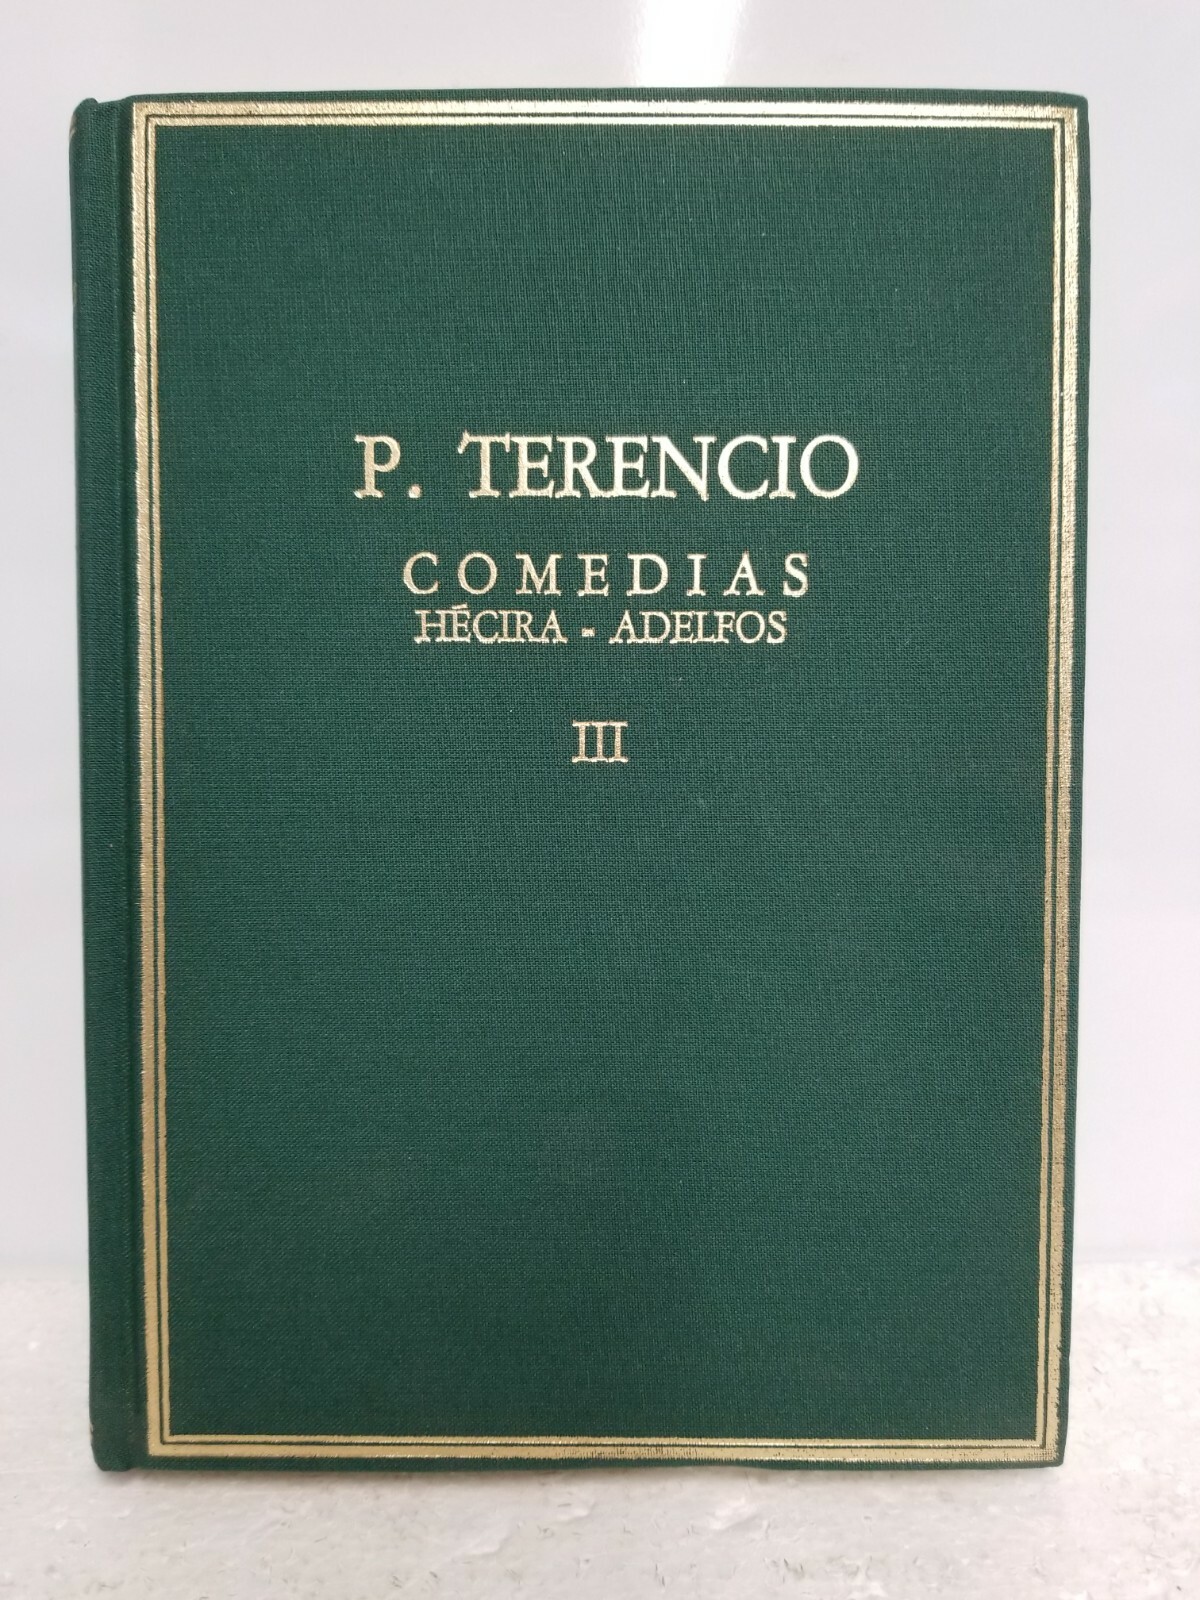 P. TERENCIO
COMEDIAS
HÉCIRA - ADELFOS
III